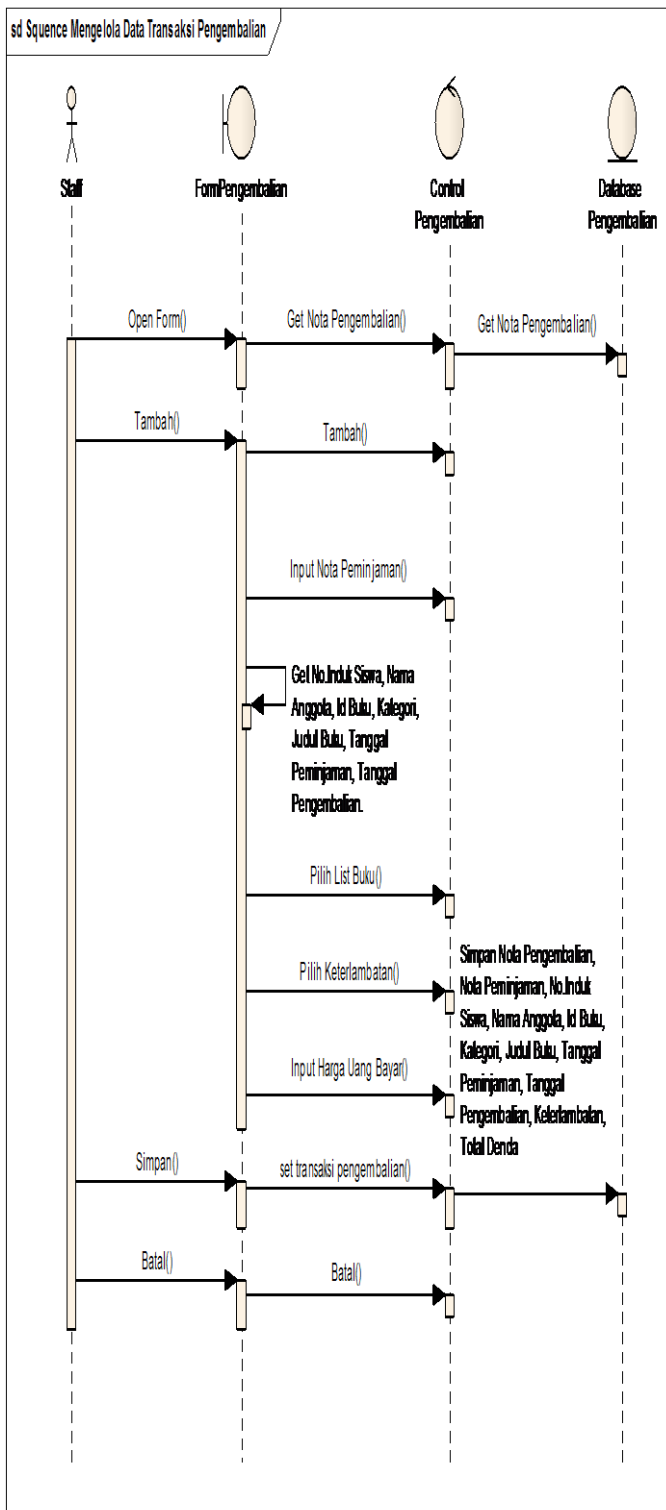 sd Squence Mengelola Data Transaksi Pengembalian
Staff
FormPengembalian
Control
Pengembalian
Database
Pengembalian
Open Form()
Get Nota Pengembalian()
Get Nota Pengembalian()
Tambah()
Tambah()
Input Nota Peminjaman()
Get No.Induk Siswa, Nama
Anggota, Id Buku, Kategori,
Judul Buku, Tanggal
Peminjaman, Tanggal
Pengembalian.
Pilih List Buku()
Pilih Keterlambatan()
Simpan Nota Pengembalian,
Nota Peminjaman, No.Induk
Siswa, Nama Anggota, Id Buku,
Kategori, Judul Buku, Tanggal
Peminjaman, Tanggal
Pengembalian, Keterlambatan,
Total Denda
Input Harga Uang Bayar()
Simpan()
set transaksi pengembalian()
Batal()
Batal()